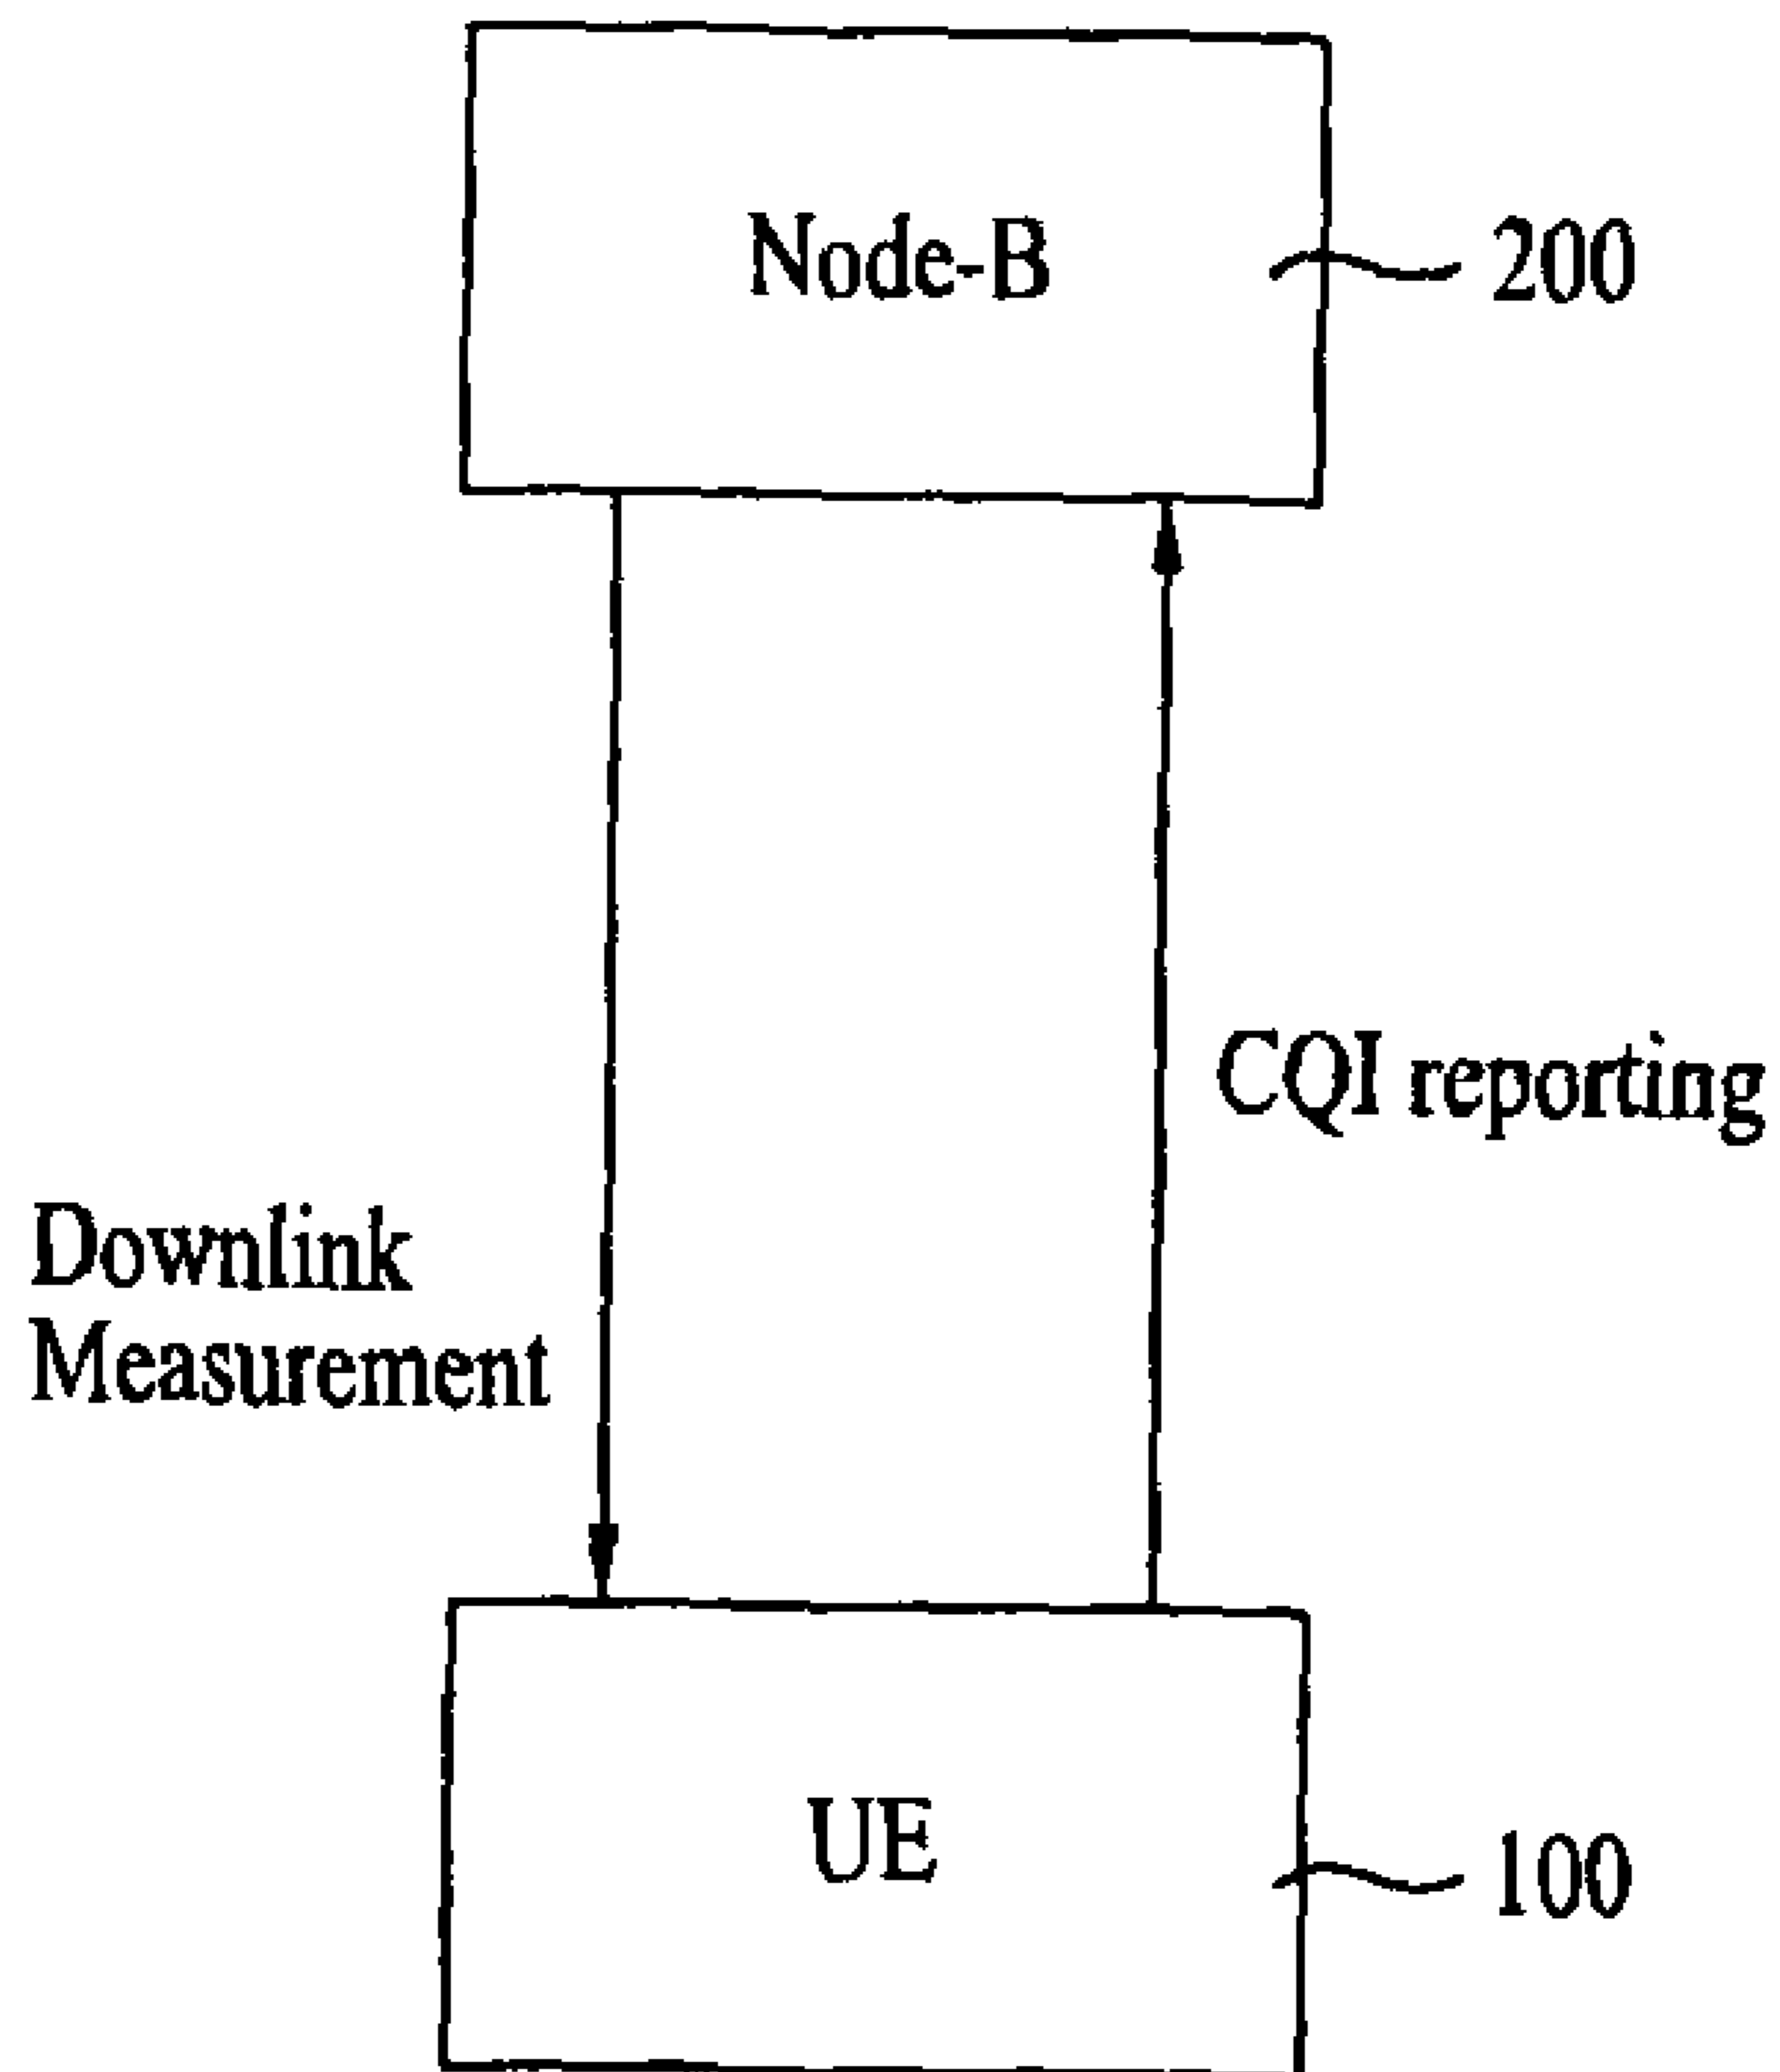 Node-B
200
CQI reporting
Downlink
Measurement
UE
100